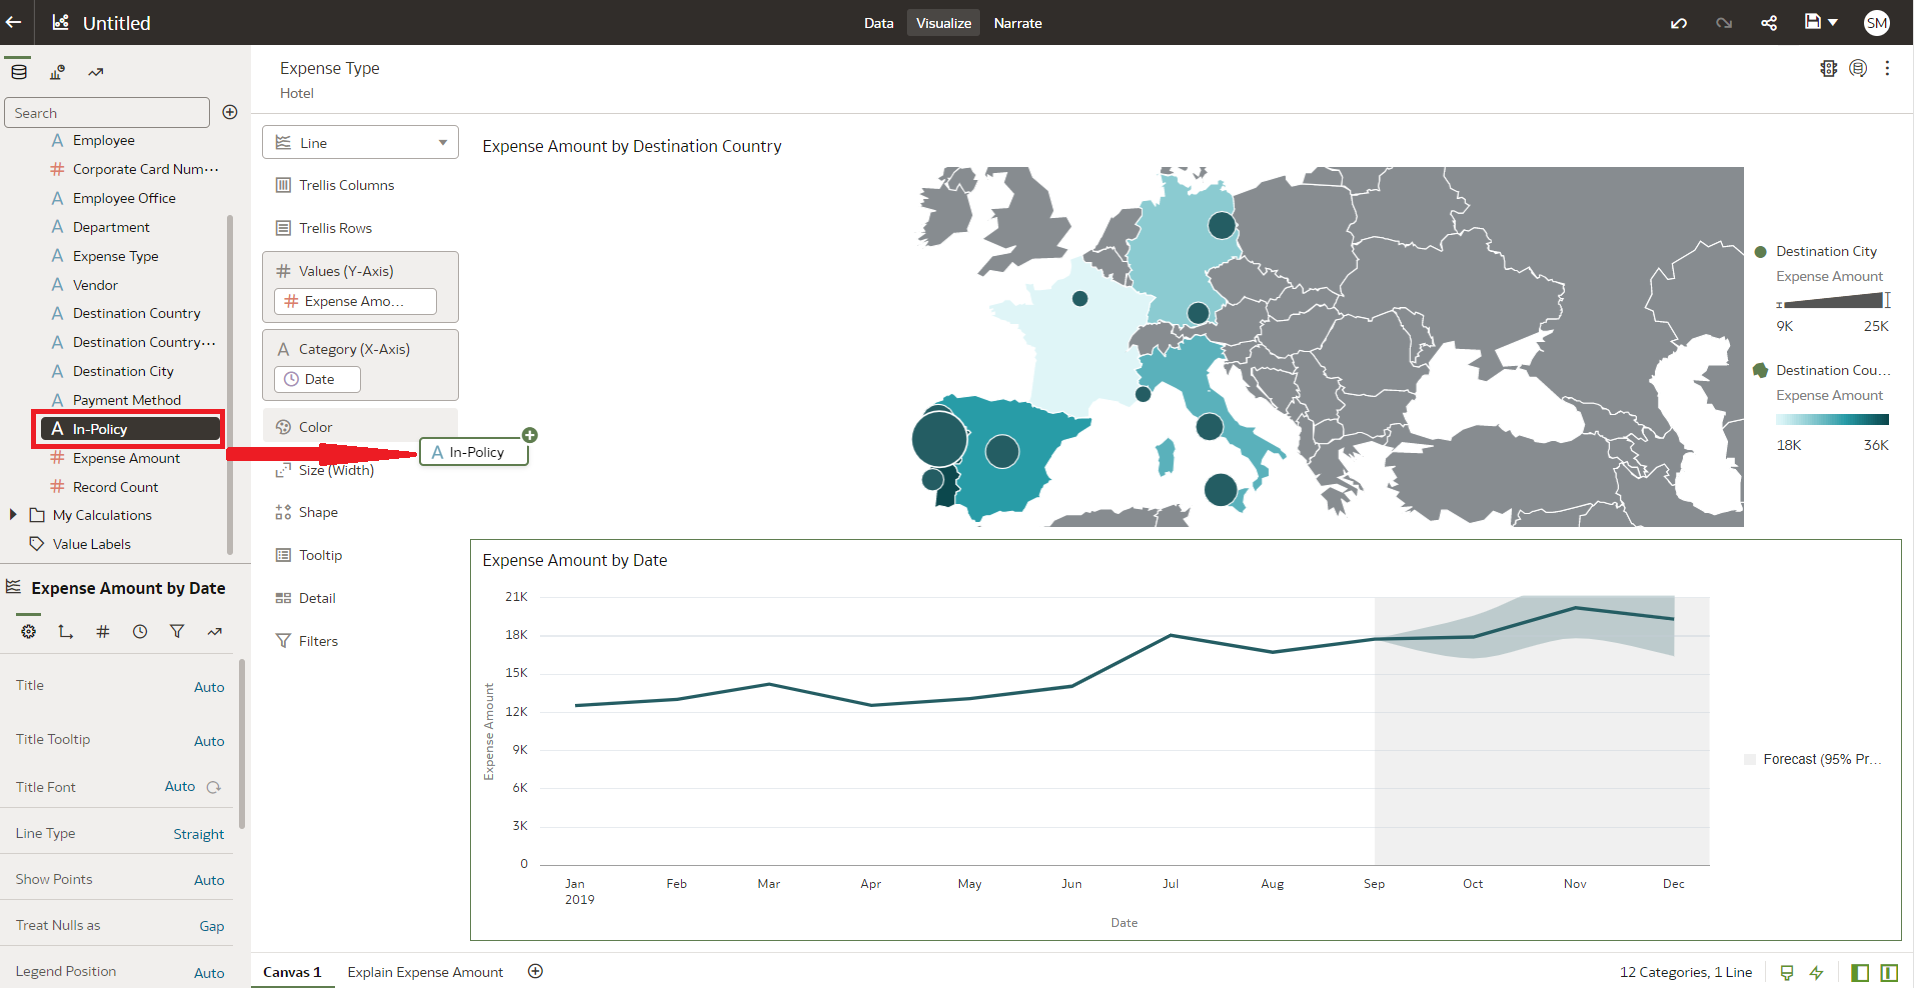 Untitled
Data
Visualize
Narrate
SM
Search
Employee
Corporate Card Num...
Employee Office
Department
Expense Type
Vendor
Destination Country
Destination Country...
Destination City
Payment Method
In-Policy
Expense Amount
Record Count
My Calculations
Value Labels
Expense Amount by Date
Title
Auto
Title Tooltip
Auto
Title Font
Auto
Line Type
Straight
Show Points
Auto
Treat Nulls as
Gap
Legend Position
Auto
Expense Type
Hotel
Line
Trellis Columns
Trellis Rows
Values (Y-Axis)
Expense Amo...
Category (X-Axis)
Date
Color
In-Policy
Size (Width)
Shape
Tooltip
Detail
Filters
Expense Amount by Destination Country
Destination City
Expense Amount
9K
25K
Destination Cou...
Expense Amount
18K
36K
Expense Amount by Date
21K
18K
15K
12K
9K
6K
3K
0
Expense Amount
Jan
2019
Feb
Mar
Apr
May
Jun
Jul
Aug
Sep
Oct
Nov
Dec
Date
Forecast (95% Pr...
Canvas 1
Explain Expense Amount
12 Categories, 1 Line